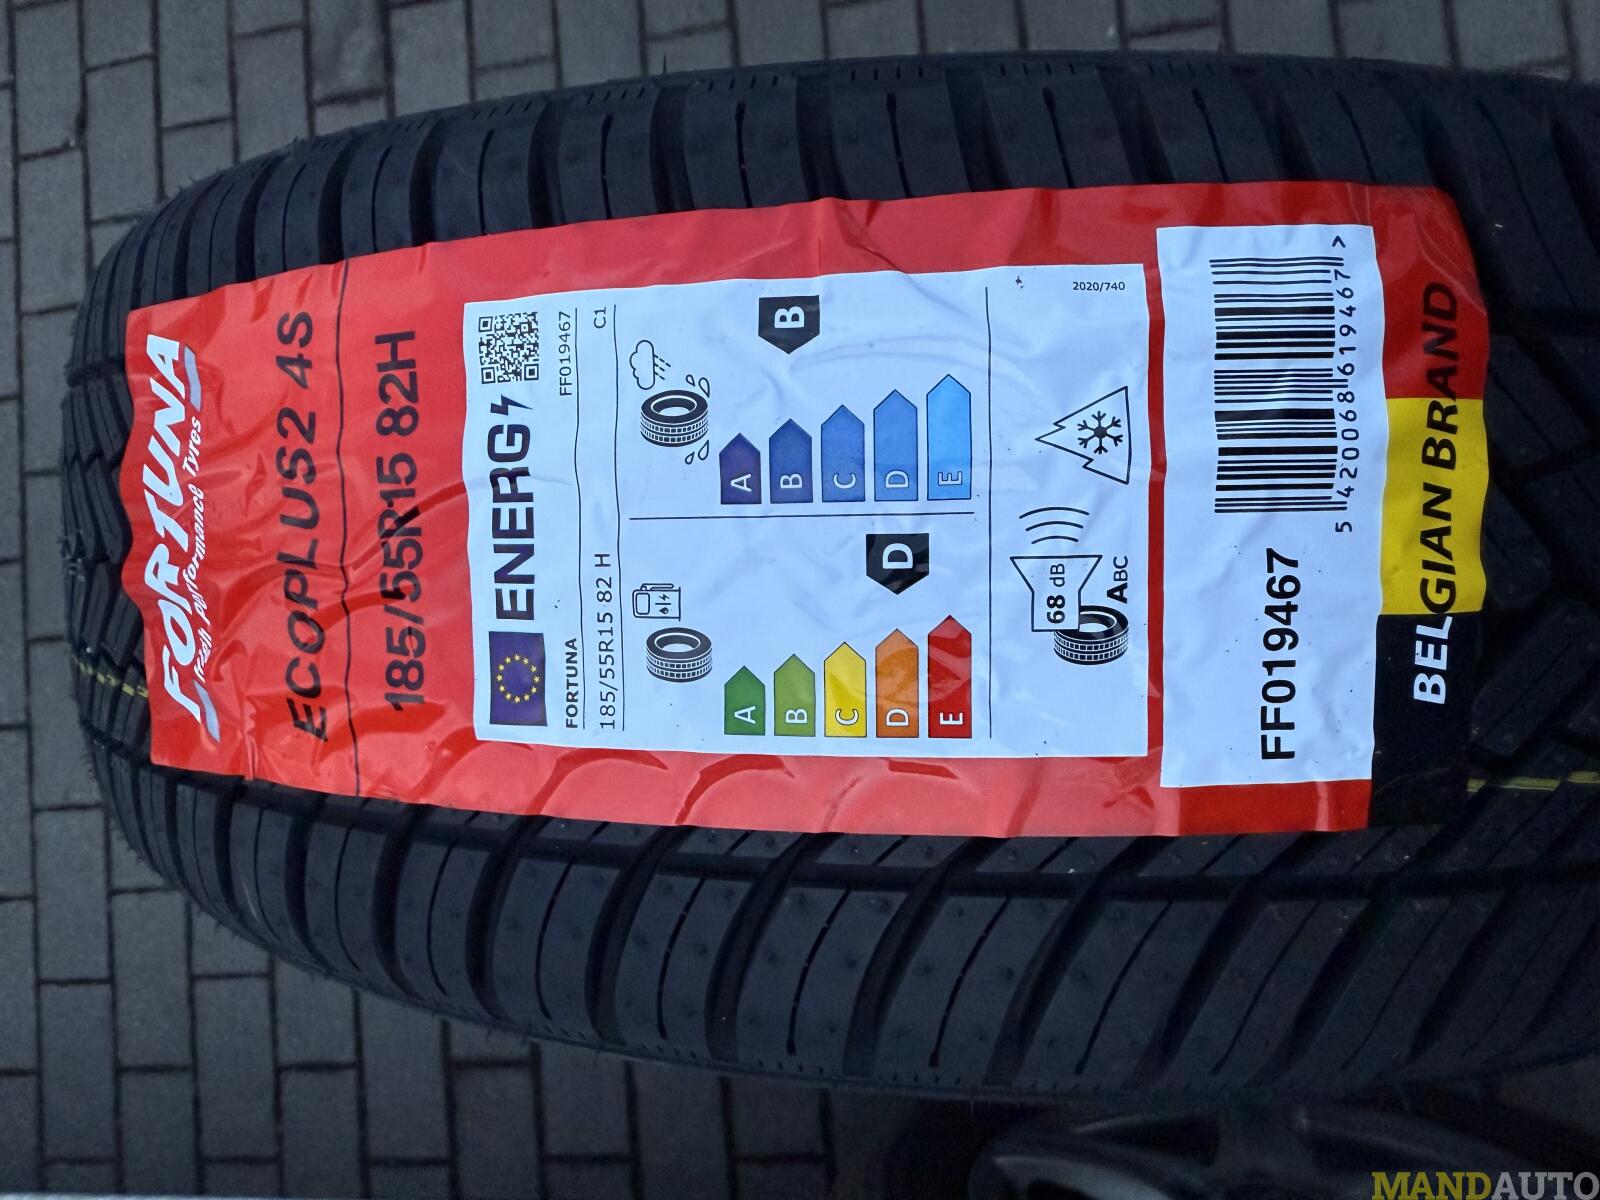 FORTUNA
Fresh Performance Tyres
ECOPLUS2 4S
185/55R15 82H
ENERG
FORTUNA
FF019467
185/55R15 82 H
C1
A
B
C
D
E
D
A
B
C
D
E
B
68 dB
ABC
2020/740
FF019467
5 420068 619467 >
BELGIAN BRAND
MANDAUTO